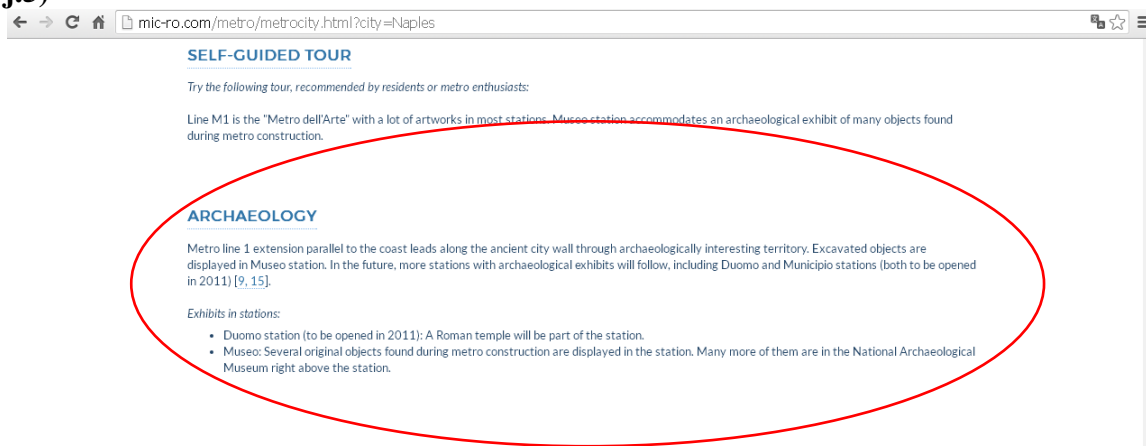 j.3)
mic-ro.com/metro/metrocity.html?city=Naples
SELF-GUIDED TOUR
Try the following tour, recommended by residents or metro enthusiasts:
Line M1 is the "Metro dell'Arte" with a lot of artworks in most stations. Museo station accommodates an archaeological exhibit of many objects found
during metro construction.
ARCHAEOLOGY
Metro line 1 extension parallel to the coast leads along the ancient city wall through archaeologically interesting territory. Excavated objects are
displayed in Museo station. In the future, more stations with archaeological exhibits will follow, including Duomo and Municipio stations (both to be opened
in 2011) [9, 15].
Exhibits in stations:
• Duomo station (to be opened in 2011): A Roman temple will be part of the station.
• Museo: Several original objects found during metro construction are displayed in the station. Many more of them are in the National Archaeological
Museum right above the station.